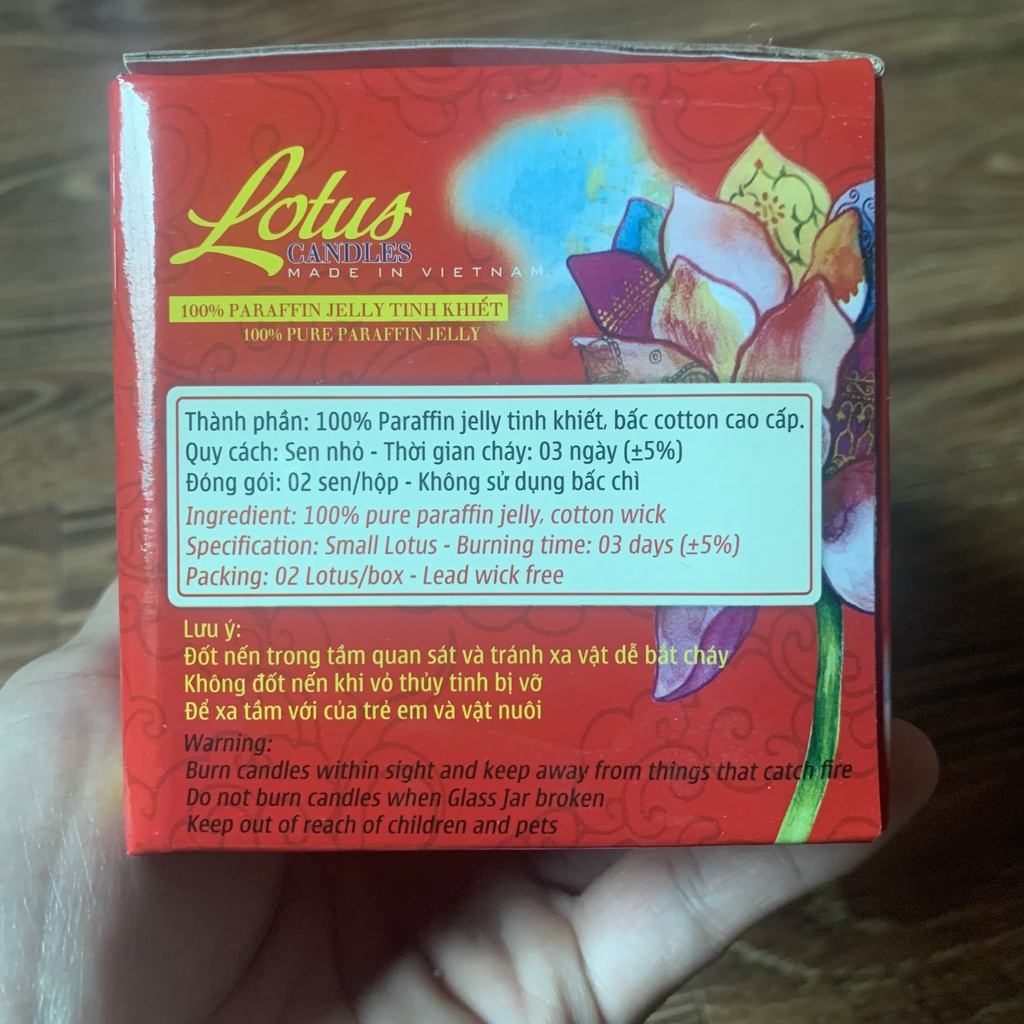 Lotus
CANDLES
MADE IN VIETNAM
100% PARAFFIN JELLY TINH KHIẾT
100% PURE PARAFFIN JELLY
Thành phần: 100% Paraffin jelly tinh khiết, bấc cotton cao cấp.
Quy cách: Sen nhỏ - Thời gian cháy: 03 ngày (±5%)
Đóng gói: 02 sen/hộp - Không sử dụng bấc chì
Ingredient: 100% pure paraffin jelly, cotton wick
Specification: Small Lotus - Burning time: 03 days (±5%)
Packing: 02 Lotus/box - Lead wick free
Lưu ý:
Đốt nến trong tầm quan sát và tránh xa vật dễ bắt cháy
Không đốt nến khi vỏ thủy tinh bị vỡ
Để xa tầm với của trẻ em và vật nuôi
Warning:
Burn candles within sight and keep away from things that catch fire
Do not burn candles when Glass Jar broken
Keep out of reach of children and pets